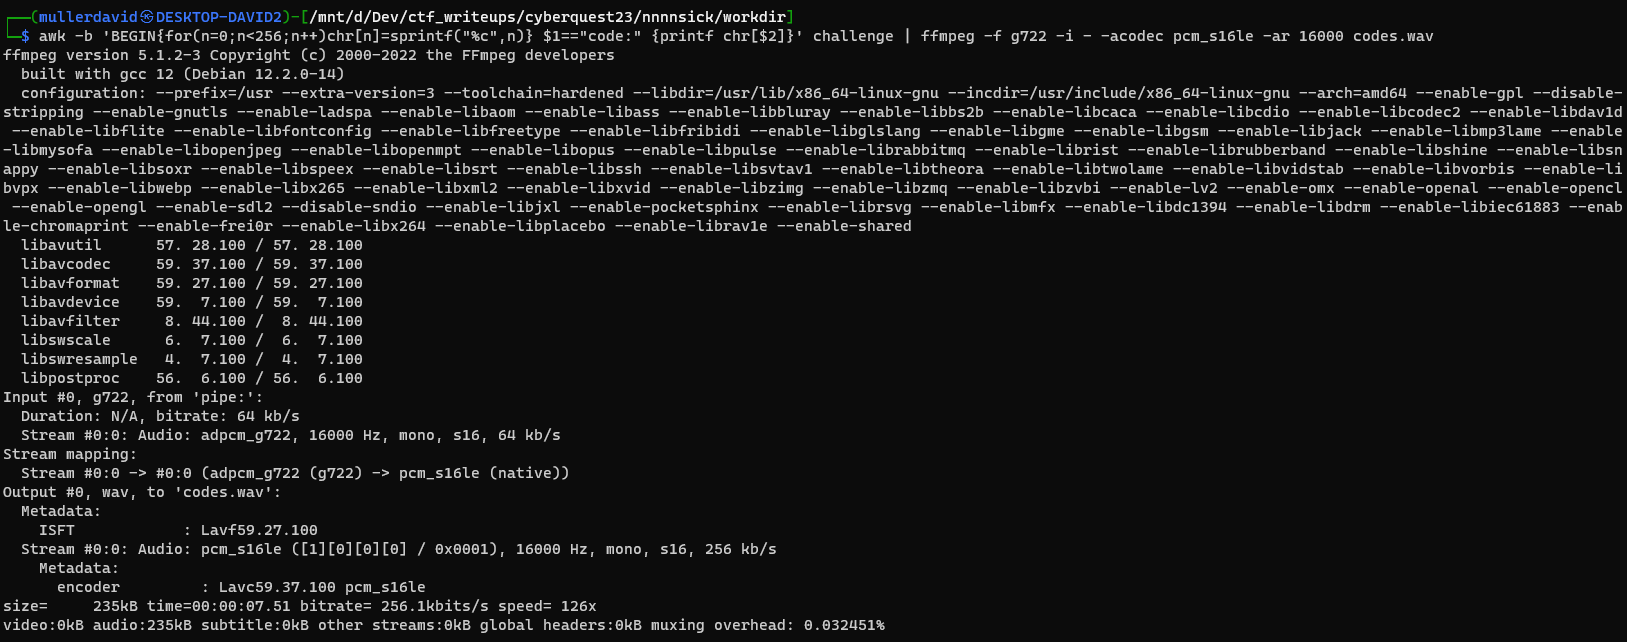 ┌──(mullerdavid㉿DESKTOP-DAVID2)-[/mnt/d/Dev/ctf_writeups/cyberquest23/nnnnsick/workdir]
└─$ awk -b 'BEGIN{for(n=0;n<256;n++)chr[n]=sprintf("%c",n)} $1=="code:" {printf chr[$2]}' challenge | ffmpeg -f g722 -i - -acodec pcm_s16le -ar 16000 codes.wav
ffmpeg version 5.1.2-3 Copyright (c) 2000-2022 the FFmpeg developers
  built with gcc 12 (Debian 12.2.0-14)
  configuration: --prefix=/usr --extra-version=3 --toolchain=hardened --libdir=/usr/lib/x86_64-linux-gnu --incdir=/usr/include/x86_64-linux-gnu --arch=amd64 --enable-gpl --disable-
stripping --enable-gnutls --enable-ladspa --enable-libaom --enable-libass --enable-libbluray --enable-libbs2b --enable-libcaca --enable-libcdio --enable-libcodec2 --enable-libdav1d
 --enable-libflite --enable-libfontconfig --enable-libfreetype --enable-libfribidi --enable-libglslang --enable-libgme --enable-libgsm --enable-libjack --enable-libmp3lame --enable
-libmysofa --enable-libopenjpeg --enable-libopenmpt --enable-libopus --enable-libpulse --enable-librabbitmq --enable-librist --enable-librubberband --enable-libshine --enable-libsn
appy --enable-libsoxr --enable-libspeex --enable-libsrt --enable-libssh --enable-libsvtav1 --enable-libtheora --enable-libtwolame --enable-libvidstab --enable-libvorbis --enable-li
bvpx --enable-libwebp --enable-libx265 --enable-libxml2 --enable-libxvid --enable-libzimg --enable-libzmq --enable-libzvbi --enable-lv2 --enable-omx --enable-openal --enable-opencl
 --enable-opengl --enable-sdl2 --disable-sndio --enable-libjxl --enable-pocketsphinx --enable-librsvg --enable-libmfx --enable-libdc1394 --enable-libdrm --enable-libiec61883 --enab
le-chromaprint --enable-frei0r --enable-libx264 --enable-libplacebo --enable-librav1e --enable-shared
  libavutil      57. 28.100 / 57. 28.100
  libavcodec     59. 37.100 / 59. 37.100
  libavformat    59. 27.100 / 59. 27.100
  libavdevice    59.  7.100 / 59.  7.100
  libavfilter     8. 44.100 /  8. 44.100
  libswscale      6.  7.100 /  6.  7.100
  libswresample   4.  7.100 /  4.  7.100
  libpostproc    56.  6.100 / 56.  6.100
Input #0, g722, from 'pipe:':
  Duration: N/A, bitrate: 64 kb/s
  Stream #0:0: Audio: adpcm_g722, 16000 Hz, mono, s16, 64 kb/s
Stream mapping:
  Stream #0:0 -> #0:0 (adpcm_g722 (g722) -> pcm_s16le (native))
Output #0, wav, to 'codes.wav':
  Metadata:
    ISFT            : Lavf59.27.100
  Stream #0:0: Audio: pcm_s16le ([1][0][0][0] / 0x0001), 16000 Hz, mono, s16, 256 kb/s
    Metadata:
      encoder         : Lavc59.37.100 pcm_s16le
size=     235kB time=00:00:07.51 bitrate= 256.1kbits/s speed= 126x
video:0kB audio:235kB subtitle:0kB other streams:0kB global headers:0kB muxing overhead: 0.032451%